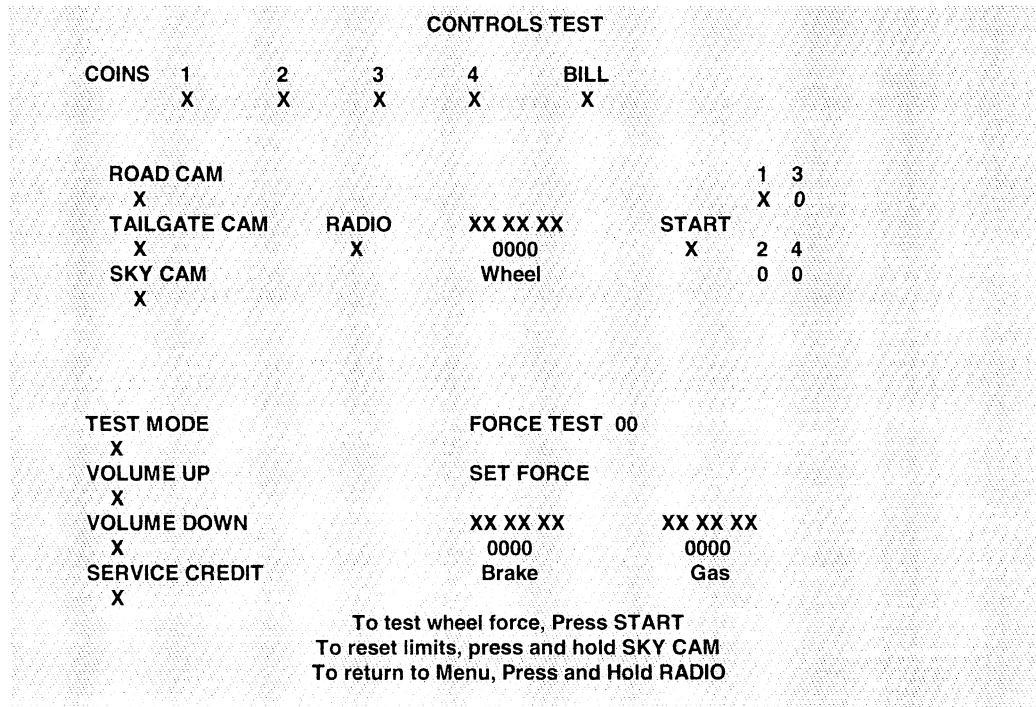 CONTROLS TEST
COINS 1 2 3 4 BILL
X X X X X
ROAD CAM 1 3
X X 0
TAILGATE CAM RADIO XX XX XX START
X X 0000 X 2 4
SKY CAM Wheel 0 0
X
TEST MODE FORCE TEST 00
X
VOLUME UP SET FORCE
X
VOLUME DOWN XX XX XX XX XX XX
X 0000 0000
SERVICE CREDIT Brake Gas
X
To test wheel force, Press START
To reset limits, press and hold SKY CAM
To return to Menu, Press and Hold RADIO